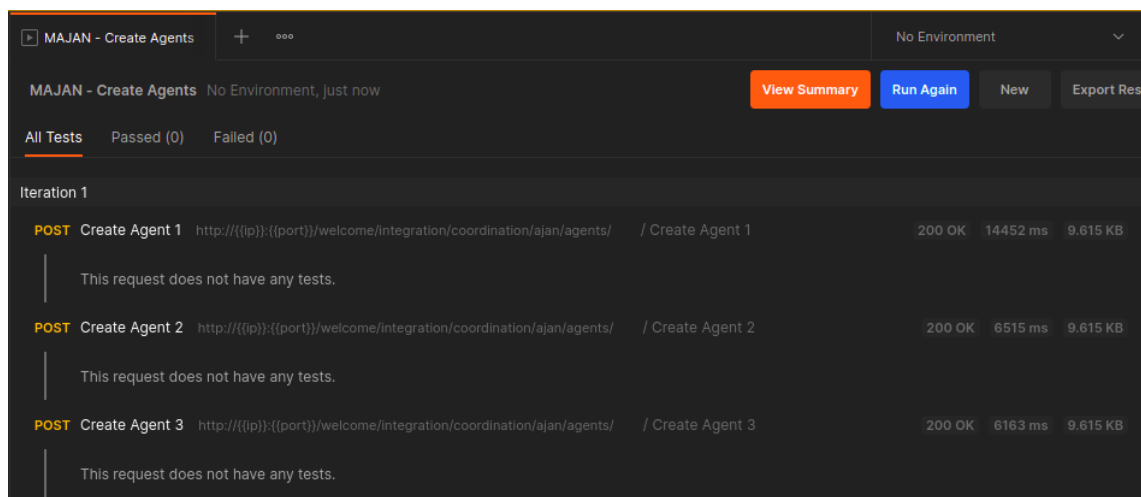 MAJAN - Create Agents
No Environment
MAJAN - Create Agents No Environment, just now View Summary Run Again New Export Res
All Tests Passed (0) Failed (0)
Iteration 1
POST Create Agent 1 http://{{ip}}:{{port}}/welcome/integration/coordination/ajan/agents/ / Create Agent 1 200 OK 14452 ms 9.615 KB
This request does not have any tests.
POST Create Agent 2 http://{{ip}}:{{port}}/welcome/integration/coordination/ajan/agents/ / Create Agent 2 200 OK 6515 ms 9.615 KB
This request does not have any tests.
POST Create Agent 3 http://{{ip}}:{{port}}/welcome/integration/coordination/ajan/agents/ / Create Agent 3 200 OK 6163 ms 9.615 KB
This request does not have any tests.